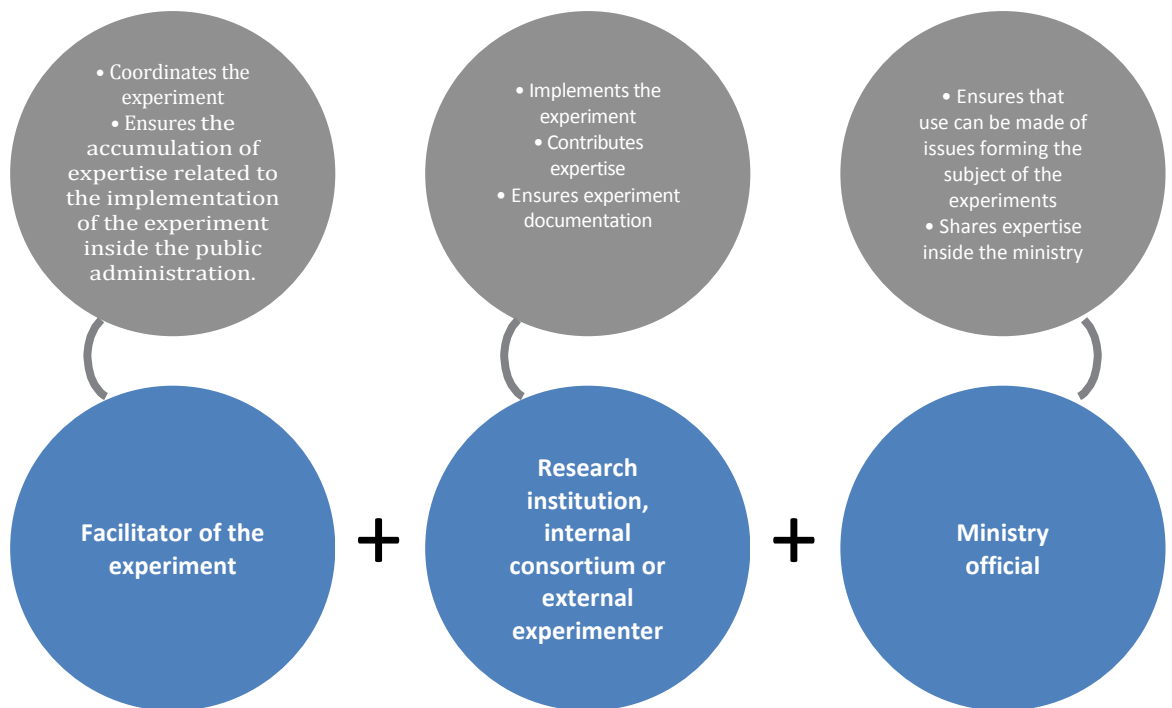 • Coordinates the
experiment
• Ensures the
accumulation of
expertise related to
the implementation
of the experiment
inside the public
administration.
• Implements the
experiment
• Contributes
expertise
• Ensures experiment
documentation
• Ensures that
use can be made of
issues forming the
subject of the
experiments
• Shares expertise
inside the ministry
Facilitator of the
experiment
+
Research
institution,
internal
consortium or
external
experimenter
+
Ministry
official